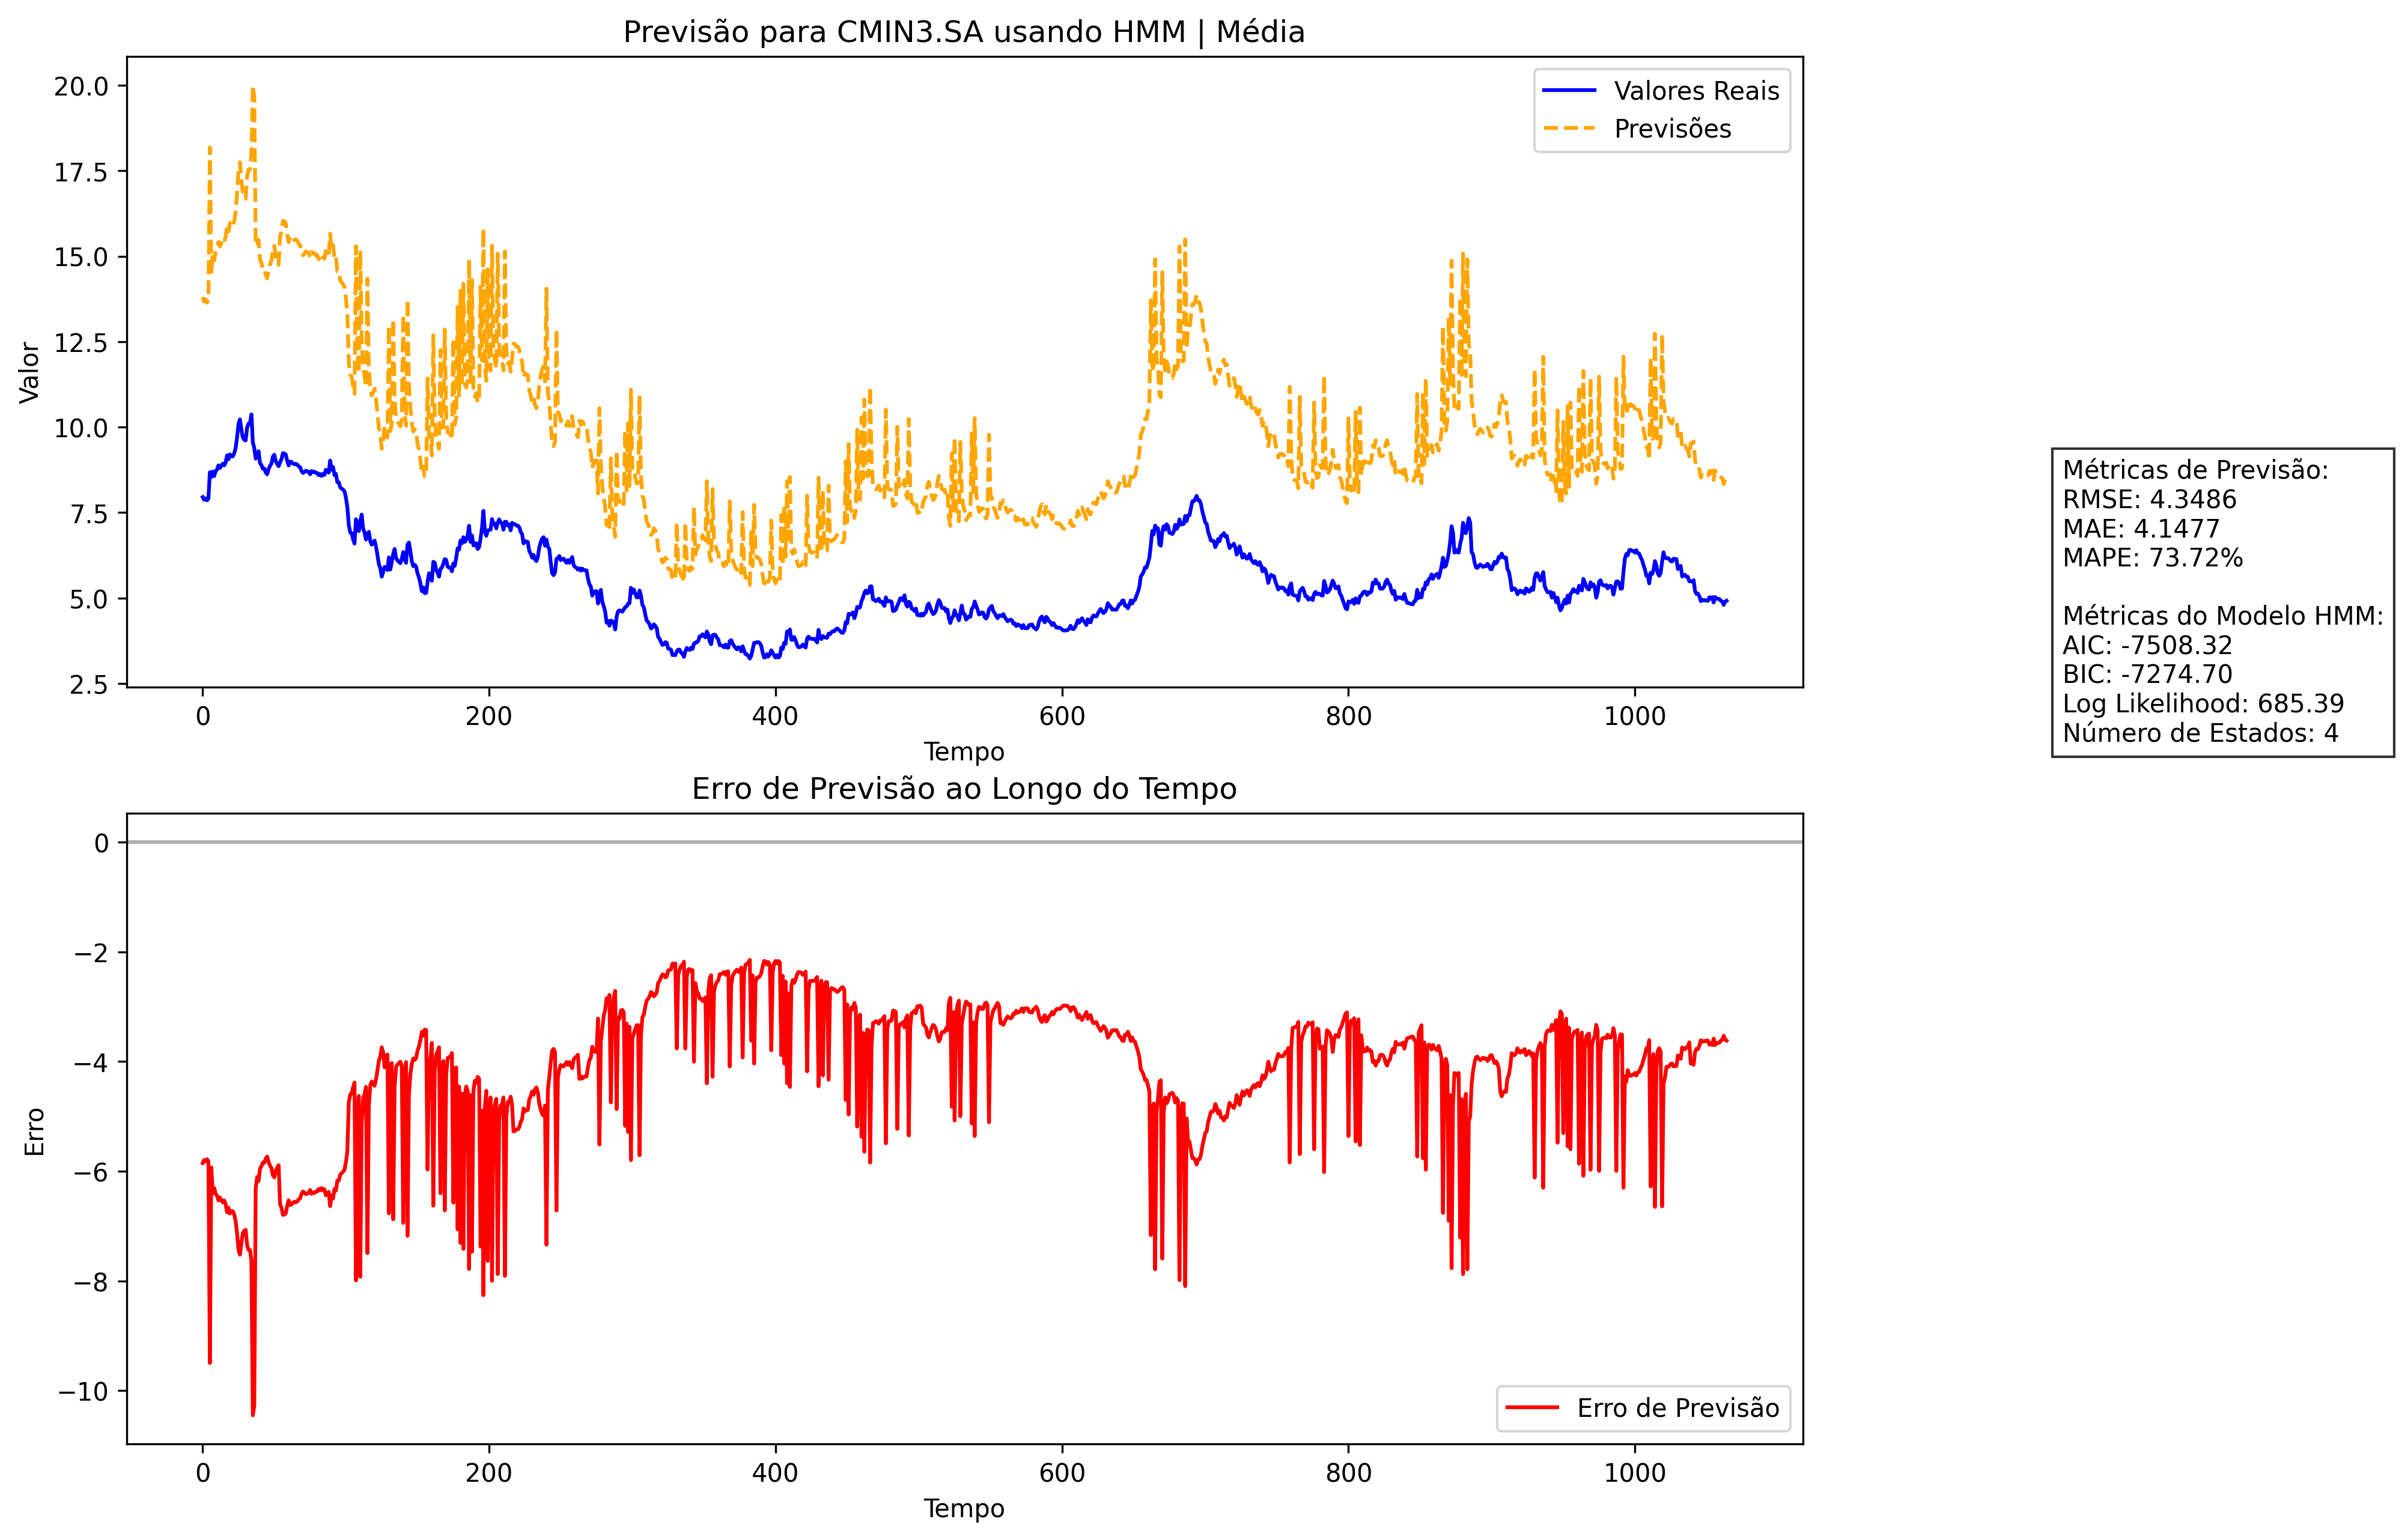 Previsão para CMIN3.SA usando HMM | Média
Valor
20.0
17.5
15.0
12.5
10.0
7.5
5.0
2.5
Valores Reais
Previsões
0
200
400
600
800
1000
Tempo
Métricas de Previsão:
RMSE: 4.3486
MAE: 4.1477
MAPE: 73.72%
Métricas do Modelo HMM:
AIC: -7508.32
BIC: -7274.70
Log Likelihood: 685.39
Número de Estados: 4
Erro de Previsão ao Longo do Tempo
Erro
0
−2
−4
−6
−8
−10
Erro de Previsão
0
200
400
600
800
1000
Tempo